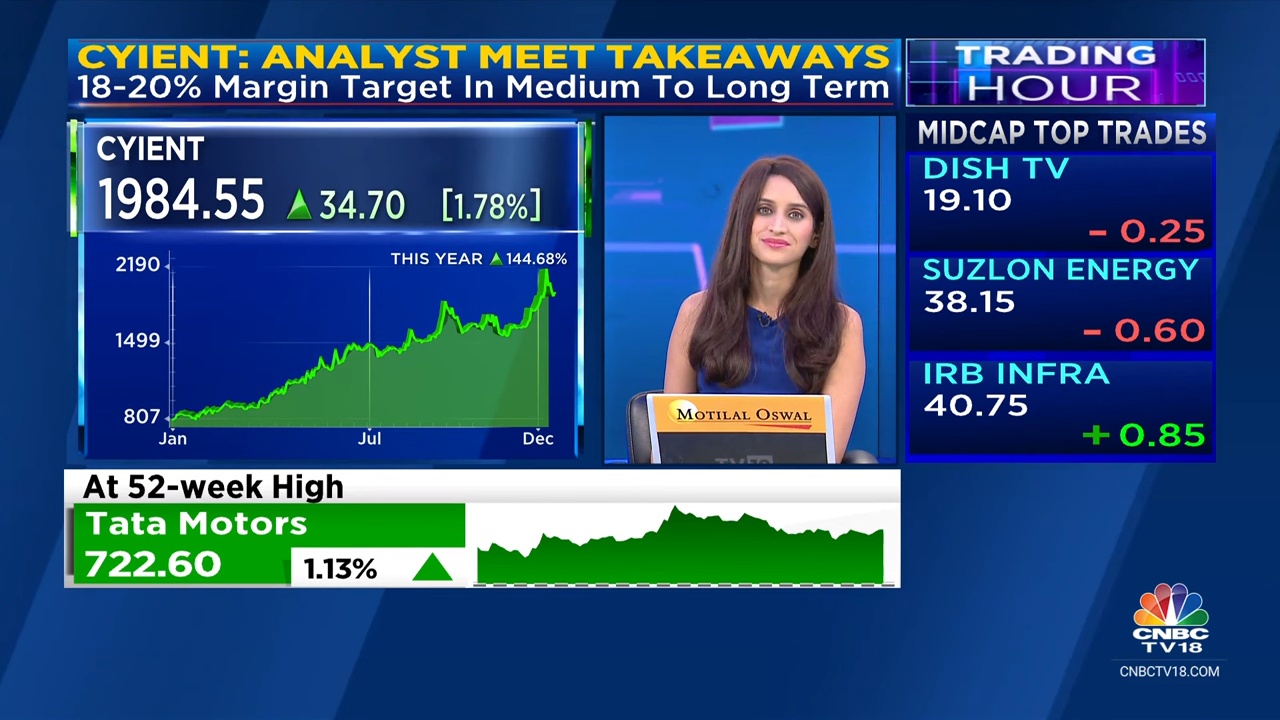 CYIENT: ANALYST MEET TAKEAWAYS
18-20% Margin Target In Medium To Long Term
TRADING
HOUR
CYIENT
1984.55 ▲ 34.70 [1.78%]
THIS YEAR ▲ 144.68%
2190
1499
807
Jan Jul Dec
MOTILAL OSWAL
TV18
MIDCAP TOP TRADES
DISH TV
19.10
- 0.25
SUZLON ENERGY
38.15
- 0.60
IRB INFRA
40.75
+ 0.85
At 52-week High
Tata Motors
722.60 1.13% ▲
CNBC
TV18
CNBCTV18.COM